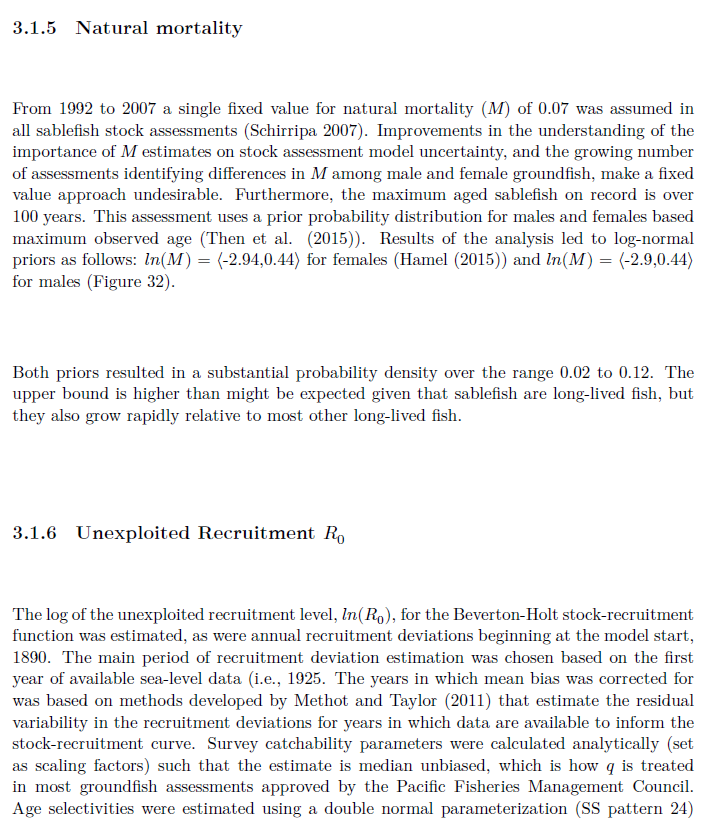 3.1.5 Natural mortality
From 1992 to 2007 a single fixed value for natural mortality (M) of 0.07 was assumed in
all sablefish stock assessments (Schirripa 2007). Improvements in the understanding of the
importance of M estimates on stock assessment model uncertainty, and the growing number
of assessments identifying differences in M among male and female groundfish, make a fixed
value approach undesirable. Furthermore, the maximum aged sablefish on record is over
100 years. This assessment uses a prior probability distribution for males and females based
maximum observed age (Then et al. (2015)). Results of the analysis led to log-normal
priors as follows: ln(M) = ⟨-2.94,0.44⟩ for females (Hamel (2015)) and ln(M) = ⟨-2.9,0.44⟩
for males (Figure 32).
Both priors resulted in a substantial probability density over the range 0.02 to 0.12. The
upper bound is higher than might be expected given that sablefish are long-lived fish, but
they also grow rapidly relative to most other long-lived fish.
3.1.6 Unexploited Recruitment R₀
The log of the unexploited recruitment level, ln(R₀), for the Beverton-Holt stock-recruitment
function was estimated, as were annual recruitment deviations beginning at the model start,
1890. The main period of recruitment deviation estimation was chosen based on the first
year of available sea-level data (i.e., 1925. The years in which mean bias was corrected for
was based on methods developed by Methot and Taylor (2011) that estimate the residual
variability in the recruitment deviations for years in which data are available to inform the
stock-recruitment curve. Survey catchability parameters were calculated analytically (set
as scaling factors) such that the estimate is median unbiased, which is how q is treated
in most groundfish assessments approved by the Pacific Fisheries Management Council.
Age selectivities were estimated using a double normal parameterization (SS pattern 24)